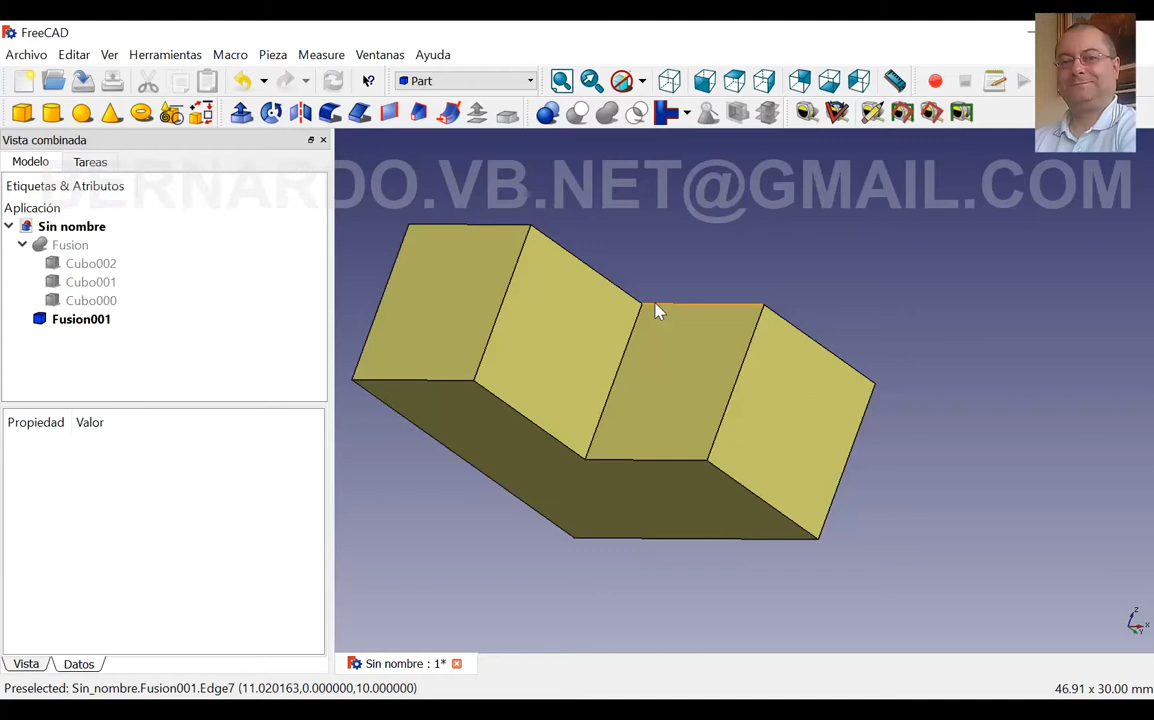 FreeCAD
Archivo Editar Ver Herramientas Macro Pieza Measure Ventanas Ayuda
Part
Vista combinada
Modelo Tareas
BERNARDO.VB.NET@GMAIL.COM
Etiquetas & Atributos
Aplicación
Sin nombre
Fusion
Cubo002
Cubo001
Cubo000
Fusion001
Propiedad Valor
Z
X
Y
Vista Datos
Sin nombre : 1*
Preselected: Sin_nombre.Fusion001.Edge7 (11.020163,0.000000,10.000000)
46.91 x 30.00 mm